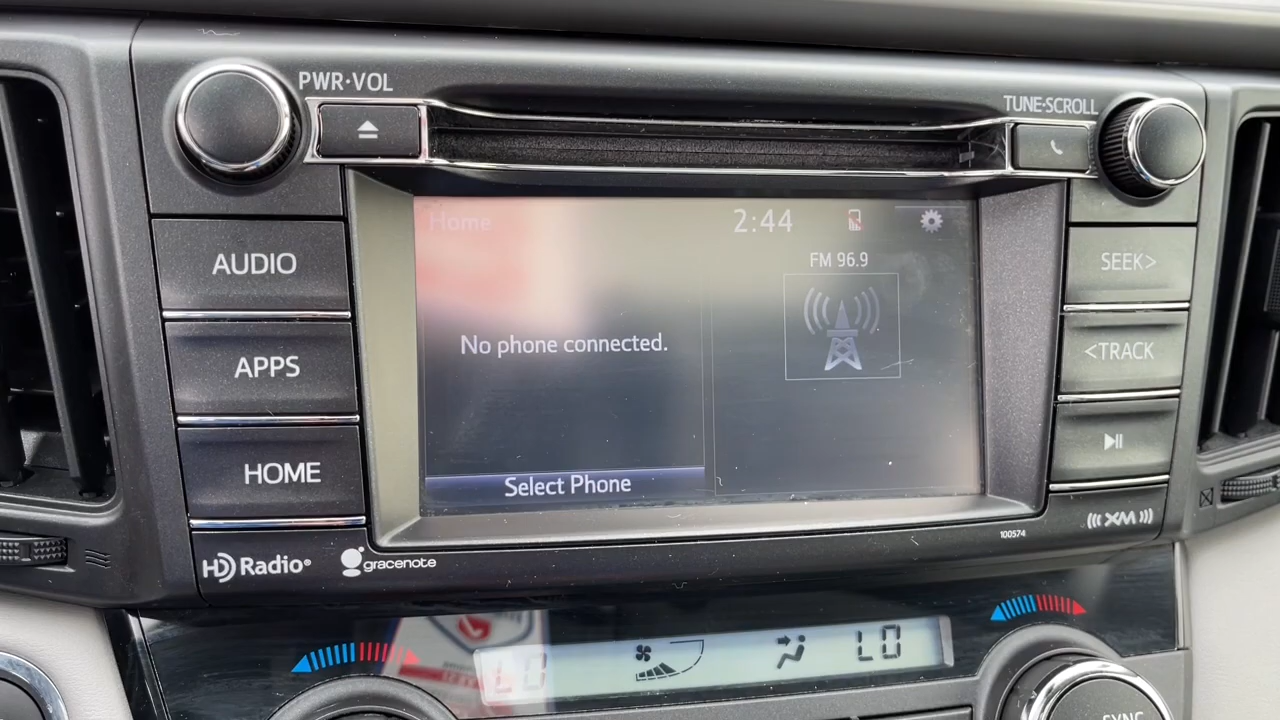 PWR·VOL
TUNE·SCROLL
AUDIO
APPS
HOME
Home
2:44
FM 96.9
No phone connected.
Select Phone
SEEK>
<TRACK
HD Radio®
gracenote
100574
((( XM )))
LO
LO
SYNC